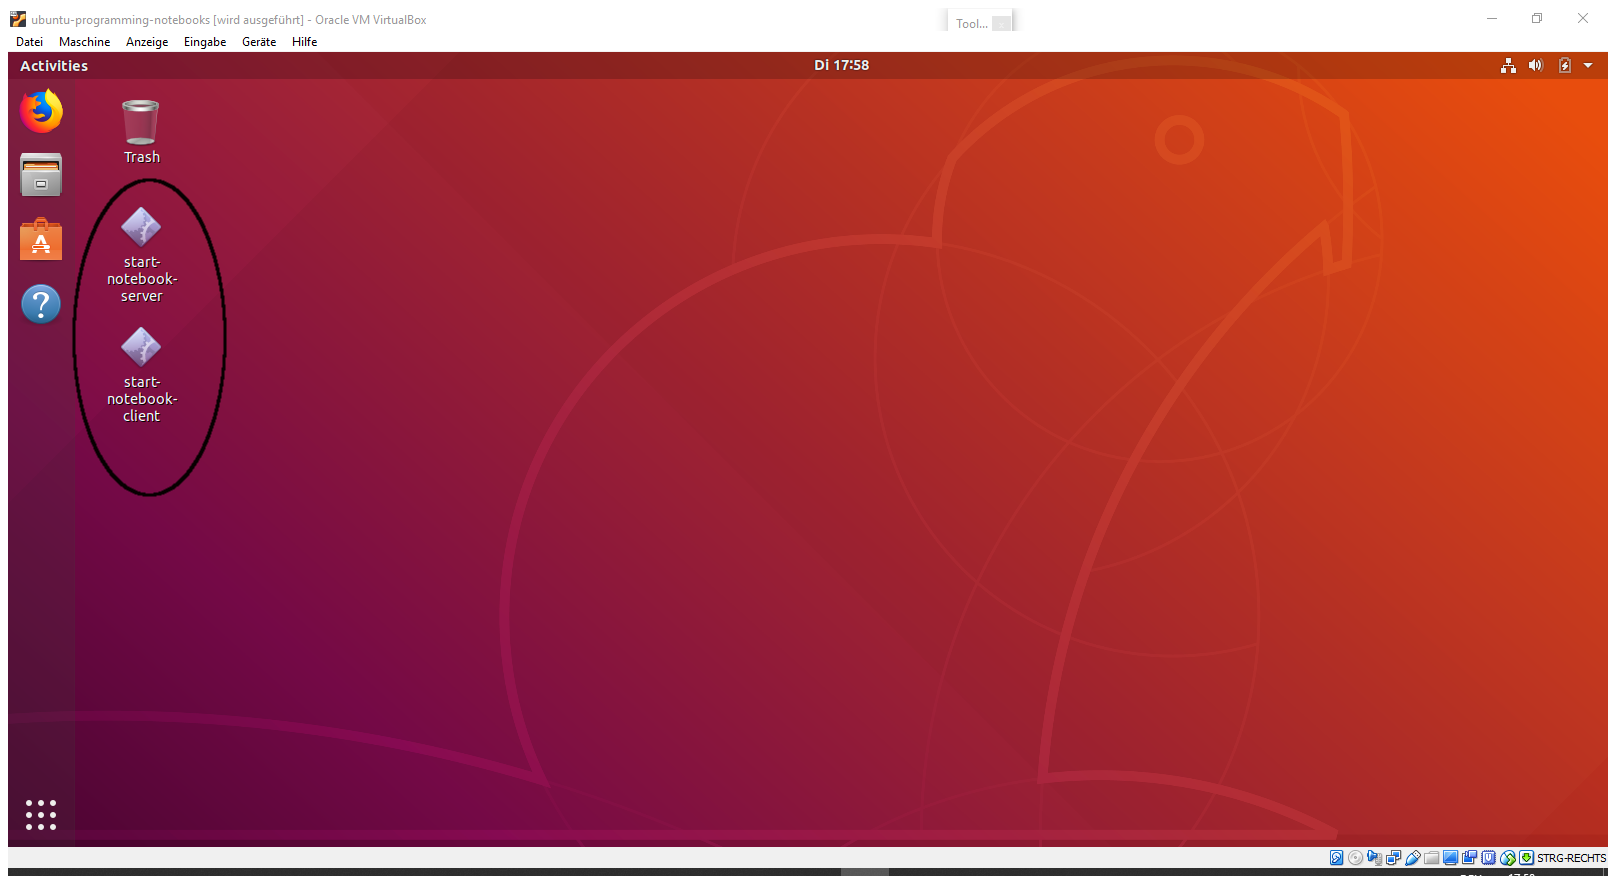 ubuntu-programming-notebooks [wird ausgeführt] - Oracle VM VirtualBox
Tool...
Datei Maschine Anzeige Eingabe Geräte Hilfe
Activities
Di 17:58
Trash
start-
notebook-
server
start-
notebook-
client
STRG-RECHTS